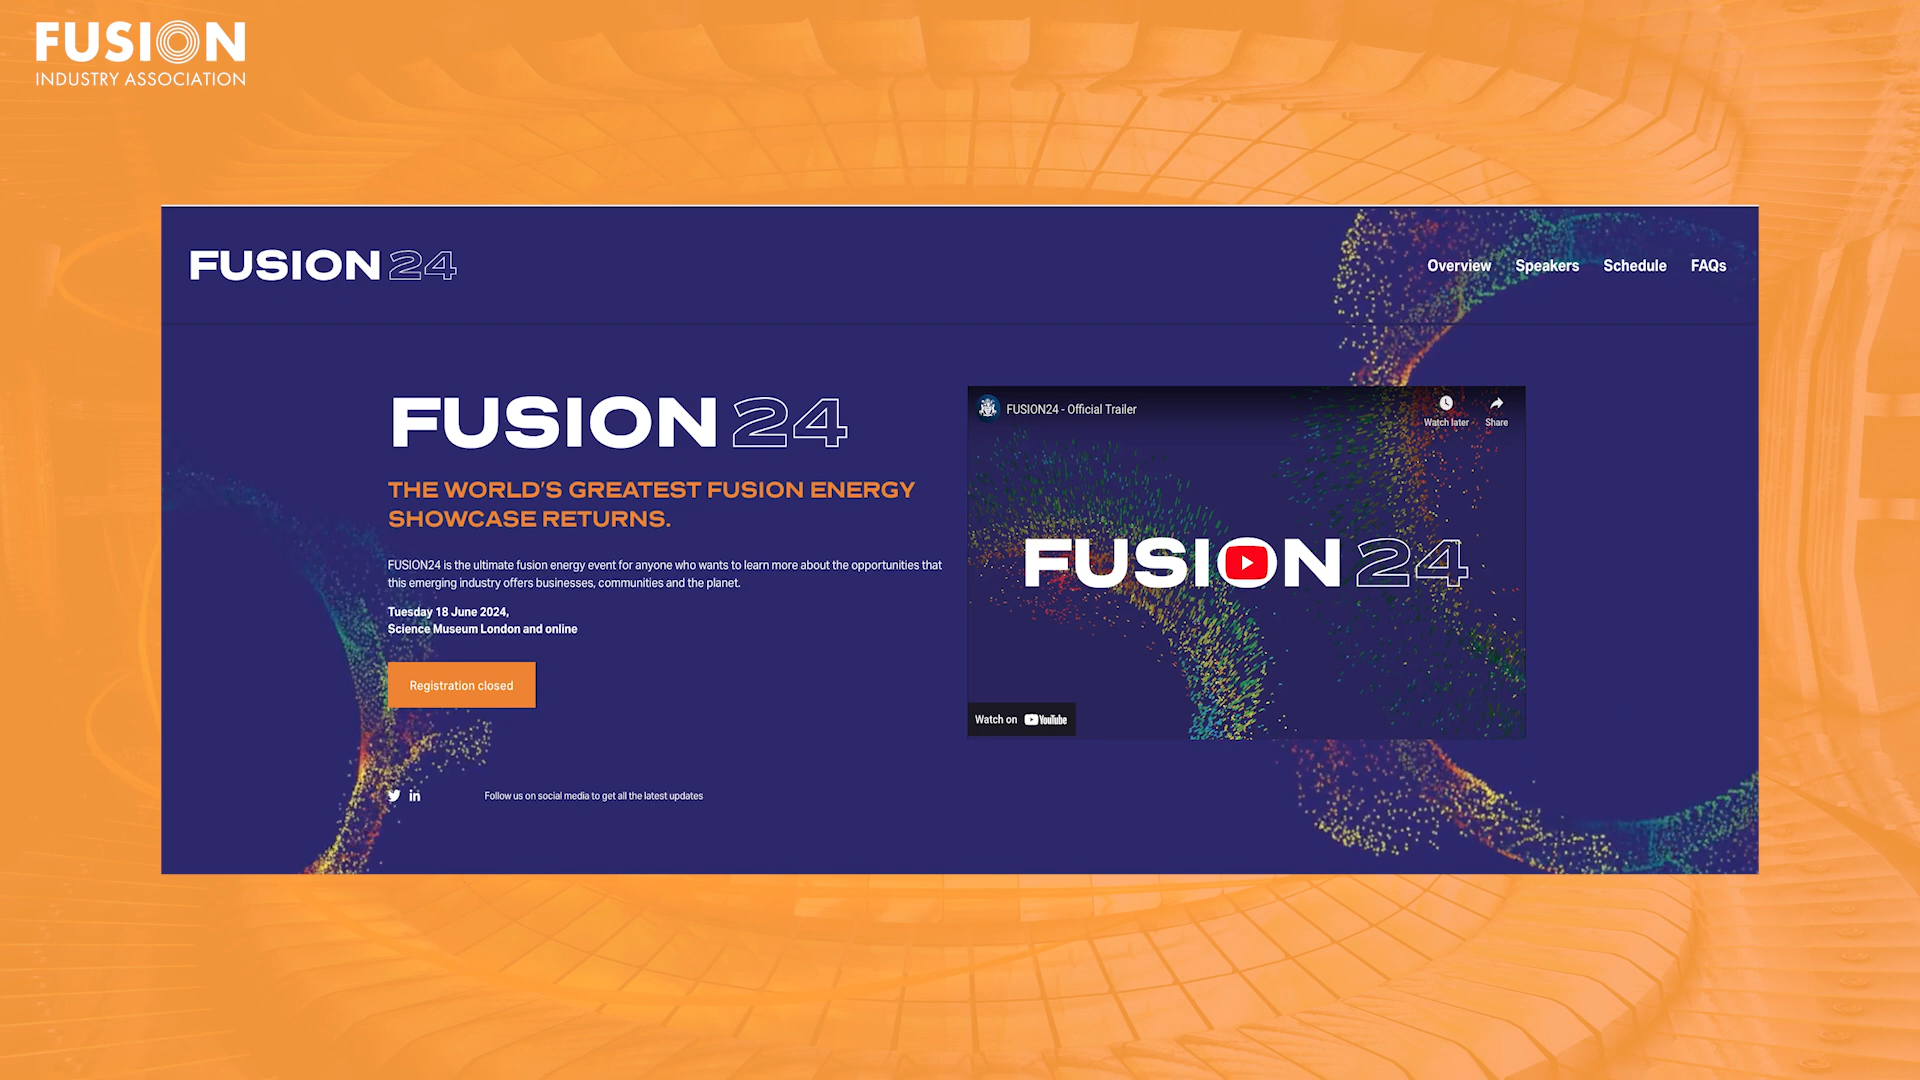 FUSION
INDUSTRY ASSOCIATION
FUSION 24
Overview Speakers Schedule FAQs
FUSION 24
THE WORLD'S GREATEST FUSION ENERGY
SHOWCASE RETURNS.
FUSION24 is the ultimate fusion energy event for anyone who wants to learn more about the opportunities that
this emerging industry offers businesses, communities and the planet.
Tuesday 18 June 2024,
Science Museum London and online
Registration closed
Follow us on social media to get all the latest updates
FUSION24 - Official Trailer
Watch later
Share
FUSION 24
Watch on YouTube